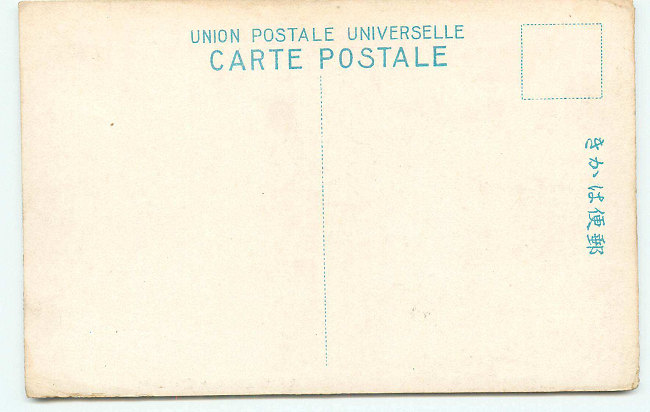 UNION POSTALE UNIVERSELLE
CARTE POSTALE
郵便はかき